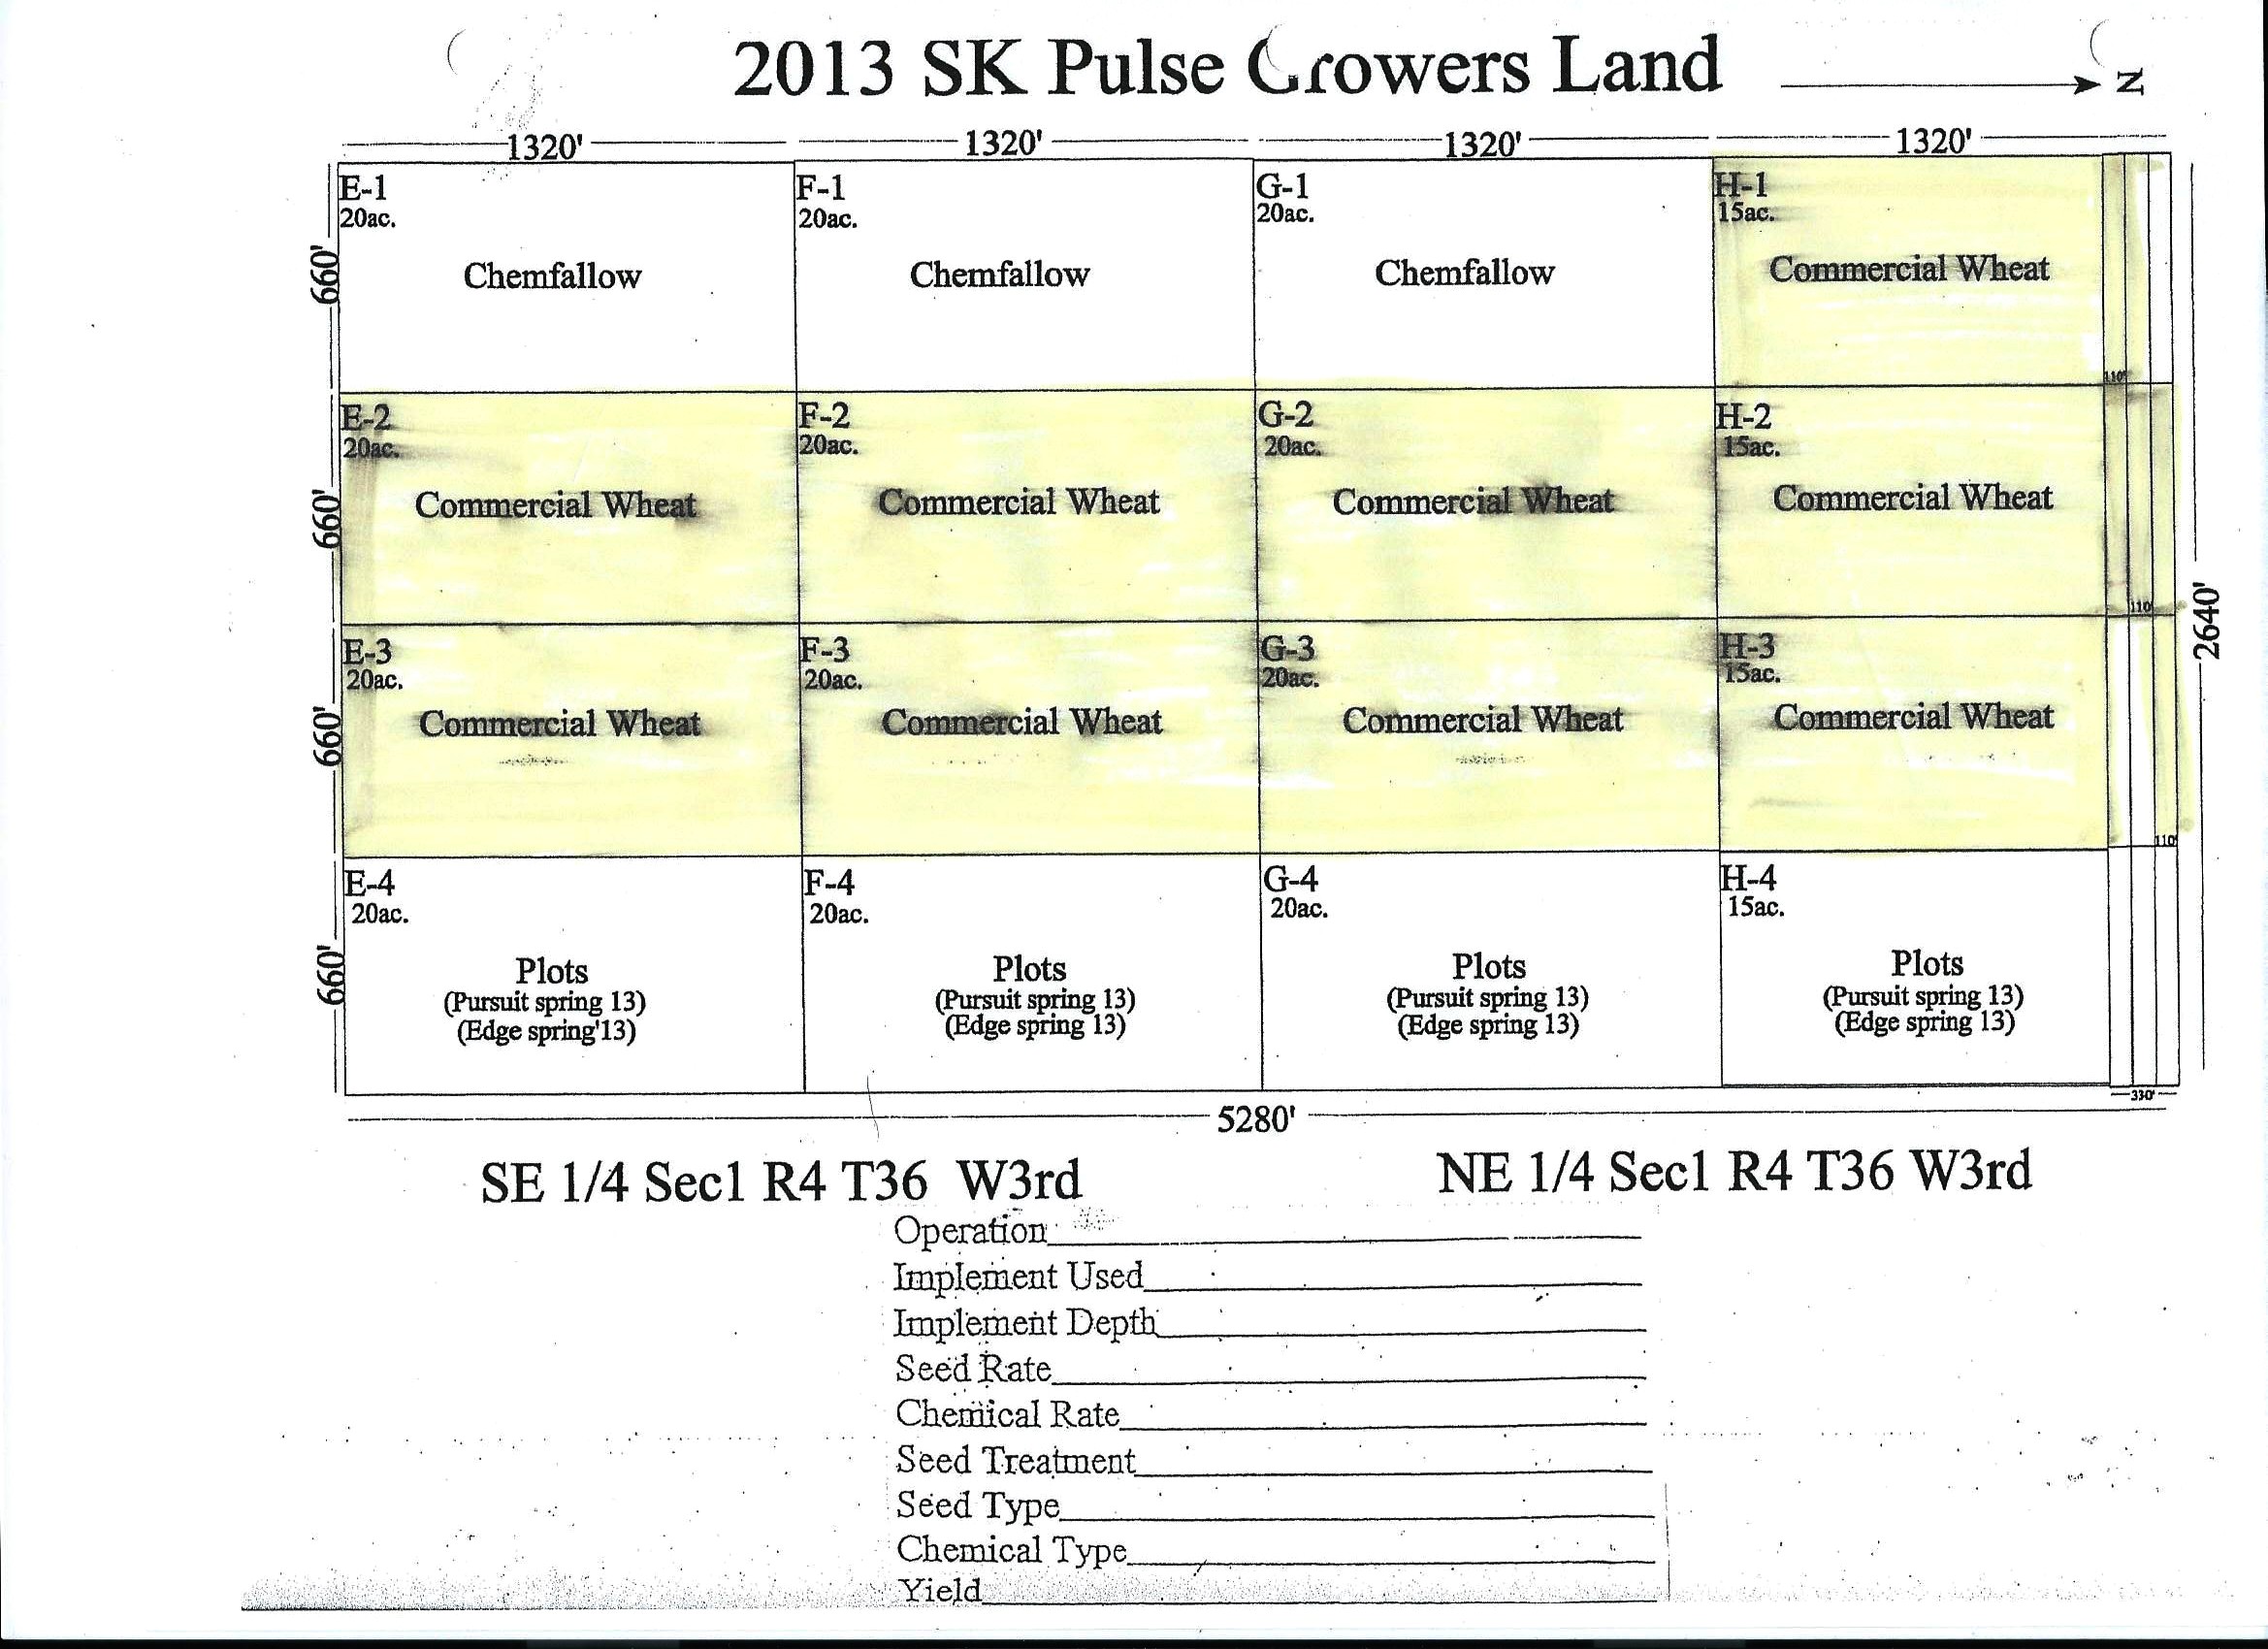 2013 SK Pulse Growers Land
N
1320' 1320' 1320' 1320'
E-1 F-1 G-1 H-1
20ac. 20ac. 20ac. 15ac.
660'
Chemfallow Chemfallow Chemfallow Commercial Wheat
110'
E-2 F-2 G-2 H-2
20ac. 20ac. 20ac. 15ac.
660'
Commercial Wheat Commercial Wheat Commercial Wheat Commercial Wheat
110'
2640'
E-3 F-3 G-3 H-3
20ac. 20ac. 20ac. 15ac.
660'
Commercial Wheat Commercial Wheat Commercial Wheat Commercial Wheat
110'
E-4 F-4 G-4 H-4
20ac. 20ac. 20ac. 15ac.
660'
Plots Plots Plots Plots
(Pursuit spring 13) (Pursuit spring 13) (Pursuit spring 13) (Pursuit spring 13)
(Edge spring'13) (Edge spring 13) (Edge spring 13) (Edge spring 13)
330'
5280'
SE 1/4 Sec1 R4 T36 W3rd NE 1/4 Sec1 R4 T36 W3rd
Operation
Implement Used
Implement Depth
Seed Rate
Chemical Rate
Seed Treatment
Seed Type
Chemical Type
Yield